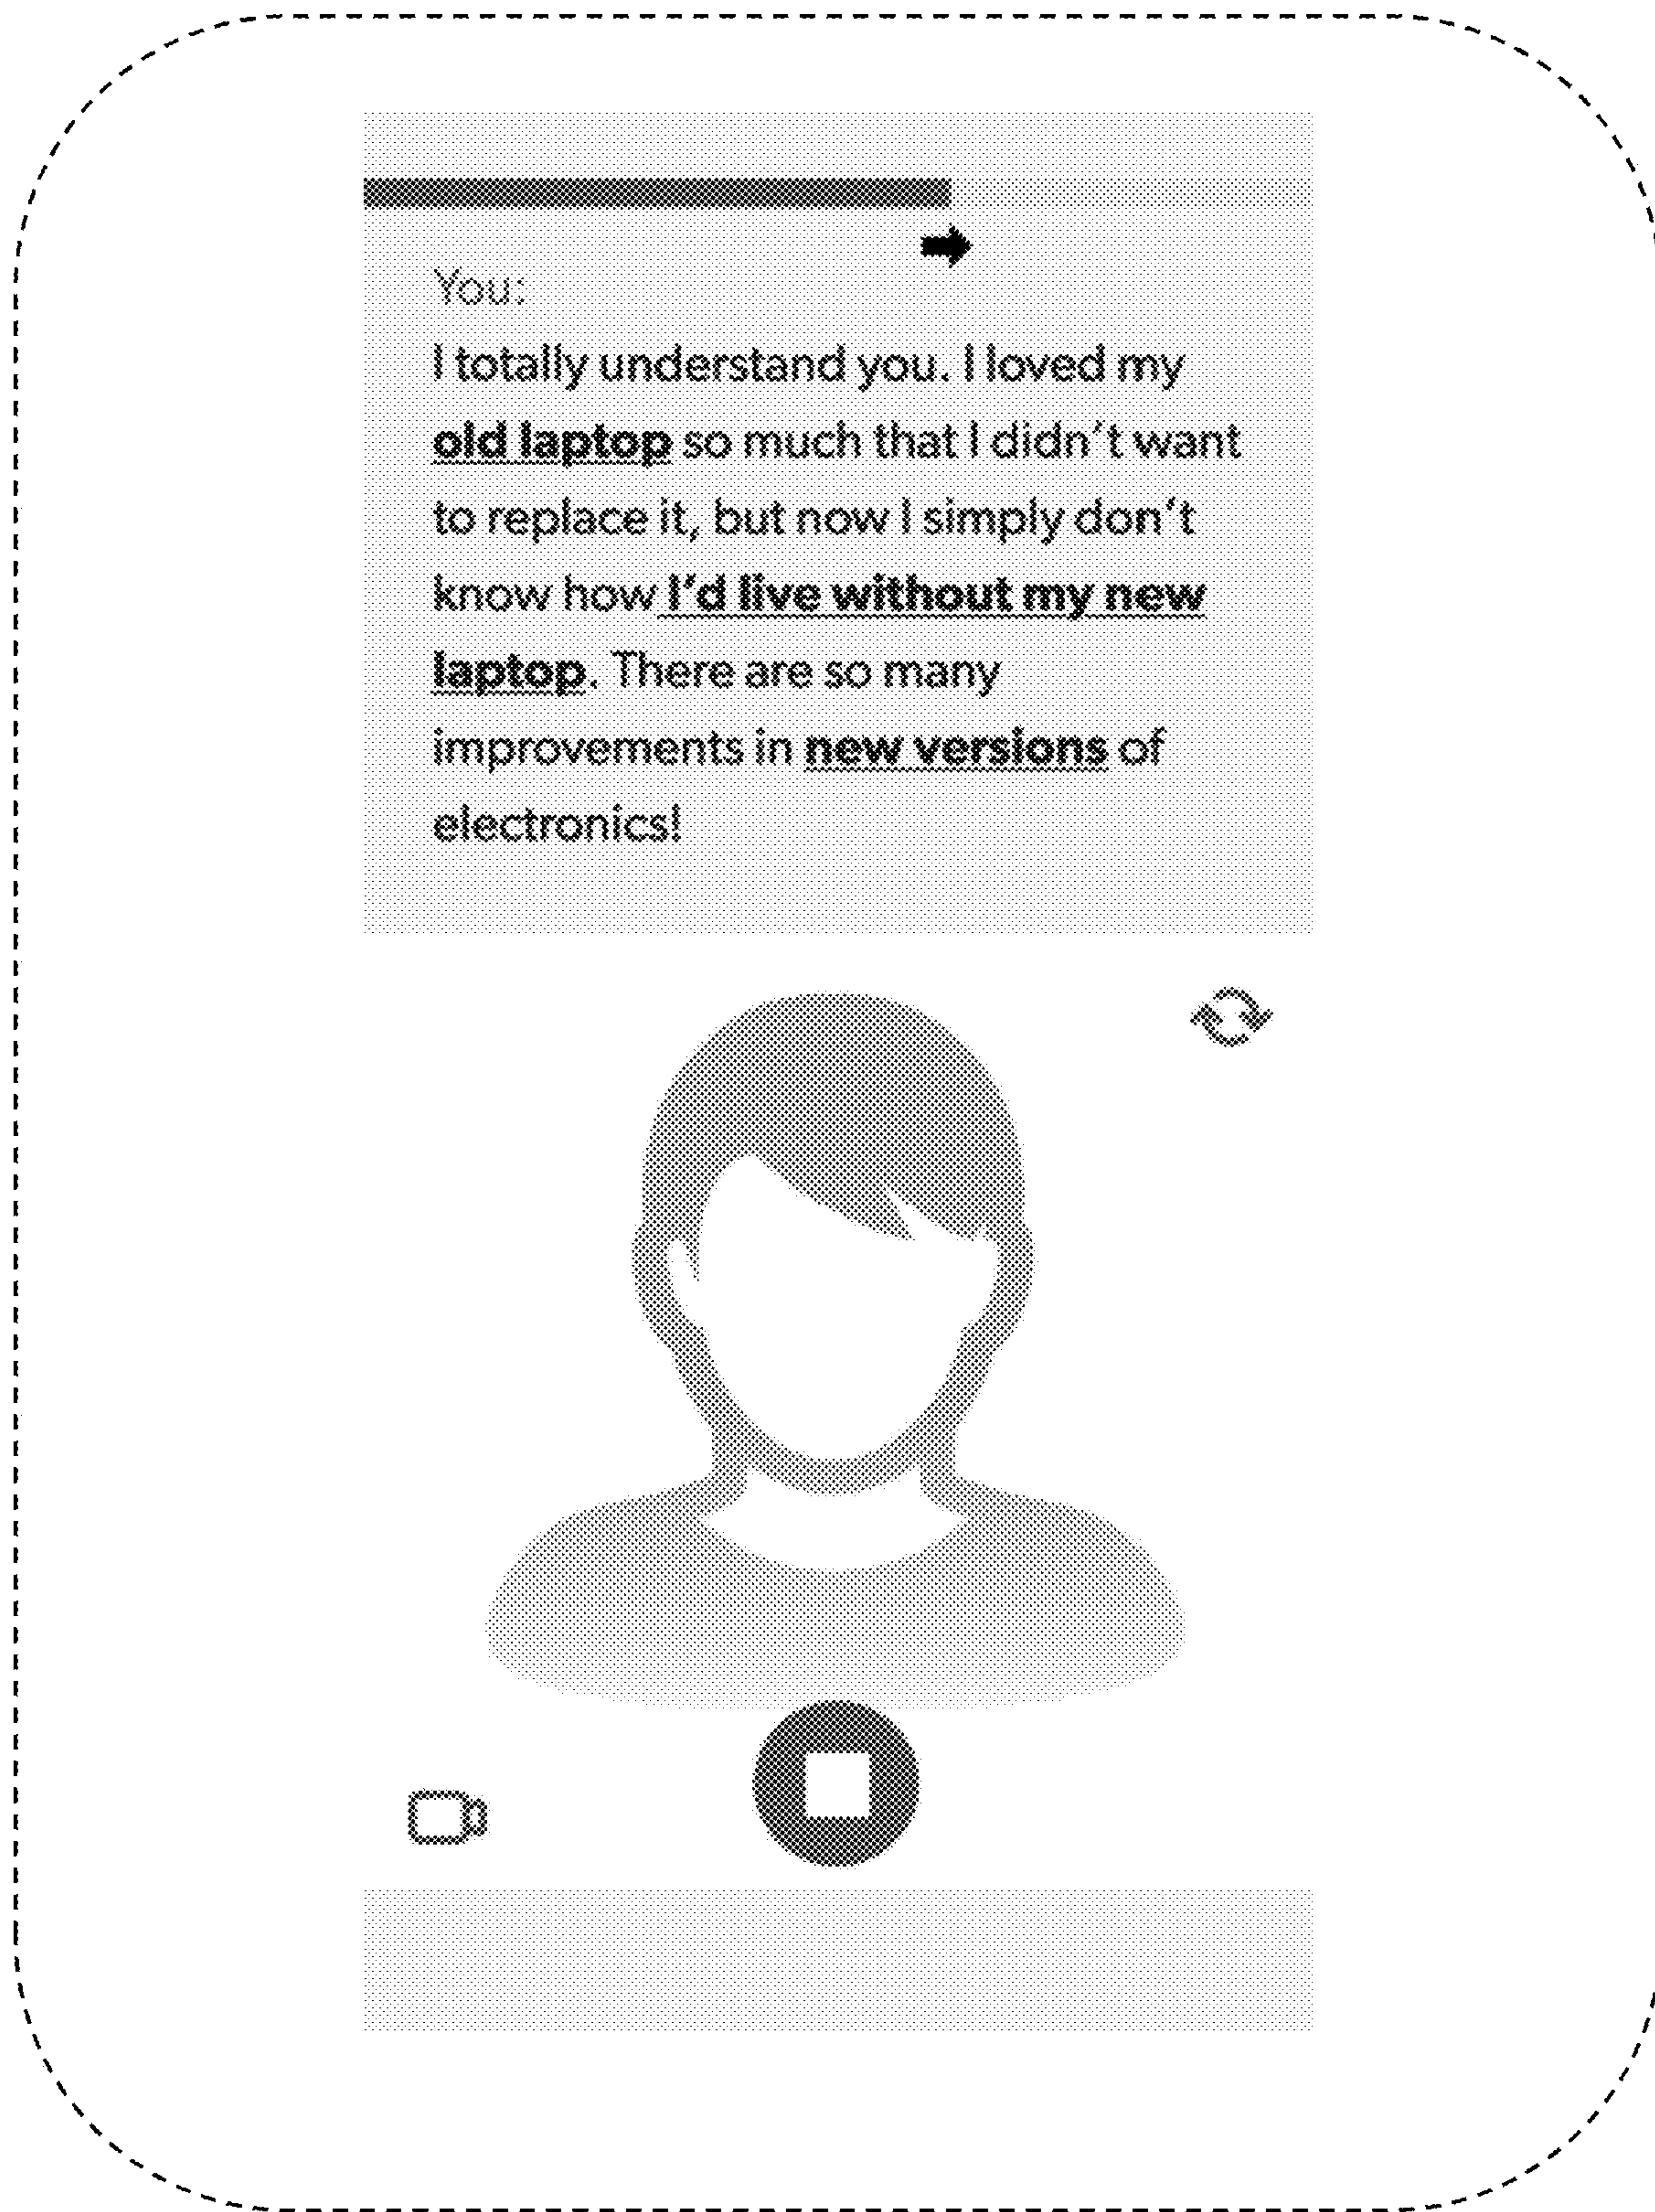 You:
I totally understand you. I loved my
old laptop so much that I didn't want
to replace it, but now I simply don't
know how I'd live without my new
laptop. There are so many
improvements in new versions of
electronics!